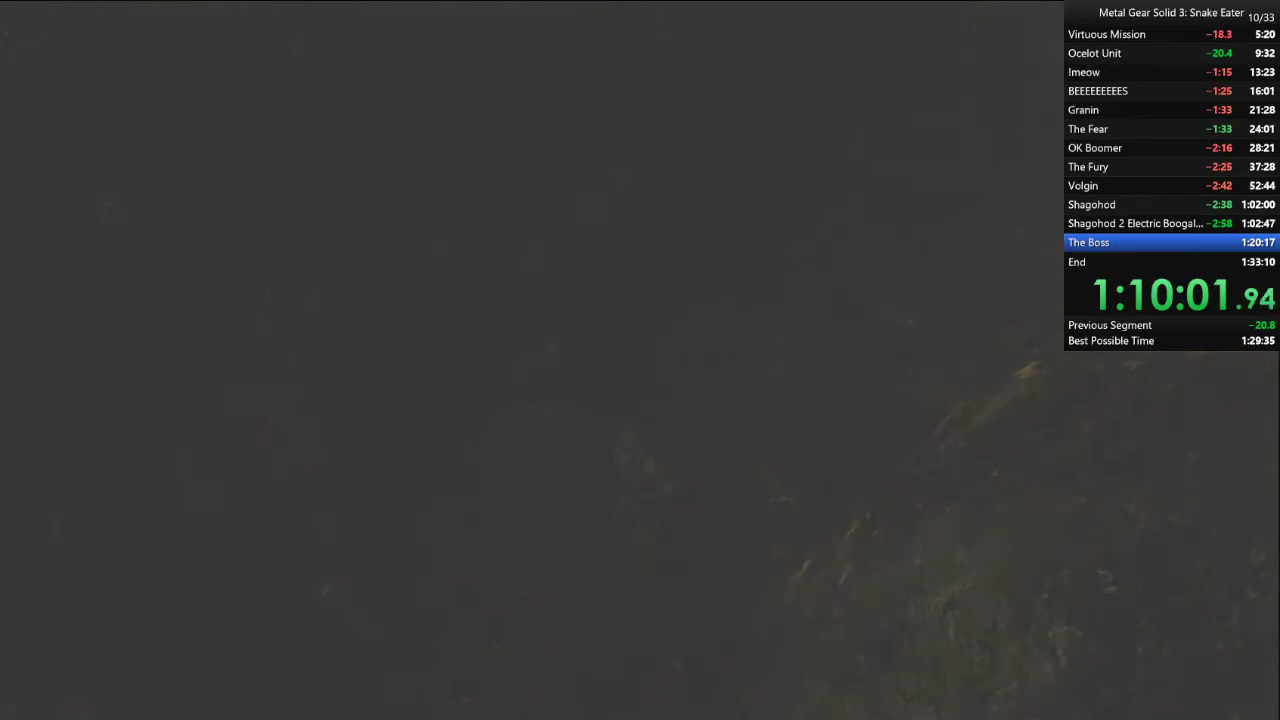 Metal Gear Solid 3: Snake Eater 10/33
Virtuous Mission −18.3 5:20
Ocelot Unit −20.4 9:32
!meow −1:15 13:23
BEEEEEEEEES −1:25 16:01
Granin −1:33 21:28
The Fear −1:33 24:01
OK Boomer −2:16 28:21
The Fury −2:25 37:28
Volgin −2:42 52:44
Shagohod −2:38 1:02:00
Shagohod 2 Electric Boogal... −2:58 1:02:47
The Boss 1:20:17
End 1:33:10
1:10:01.94
Previous Segment −20.8
Best Possible Time 1:29:35